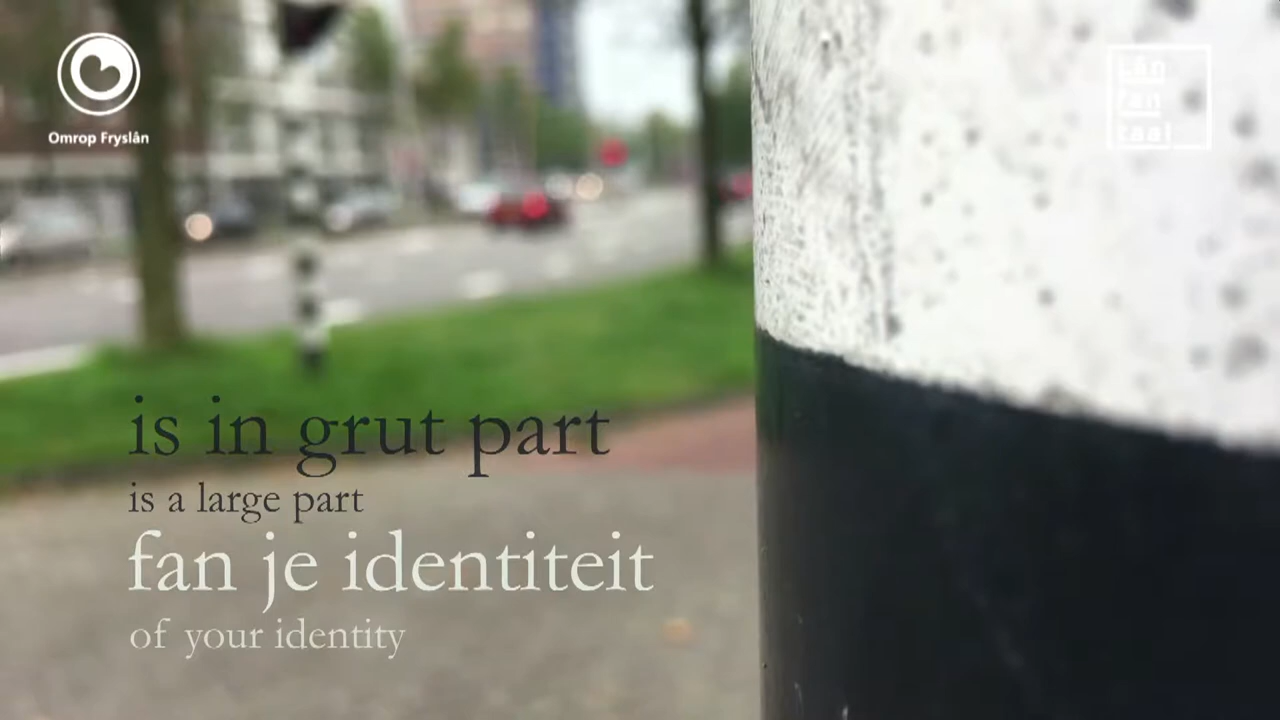 Omrop Fryslân
Lân
fan
taal
is in grut part
is a large part
fan je identiteit
of your identity